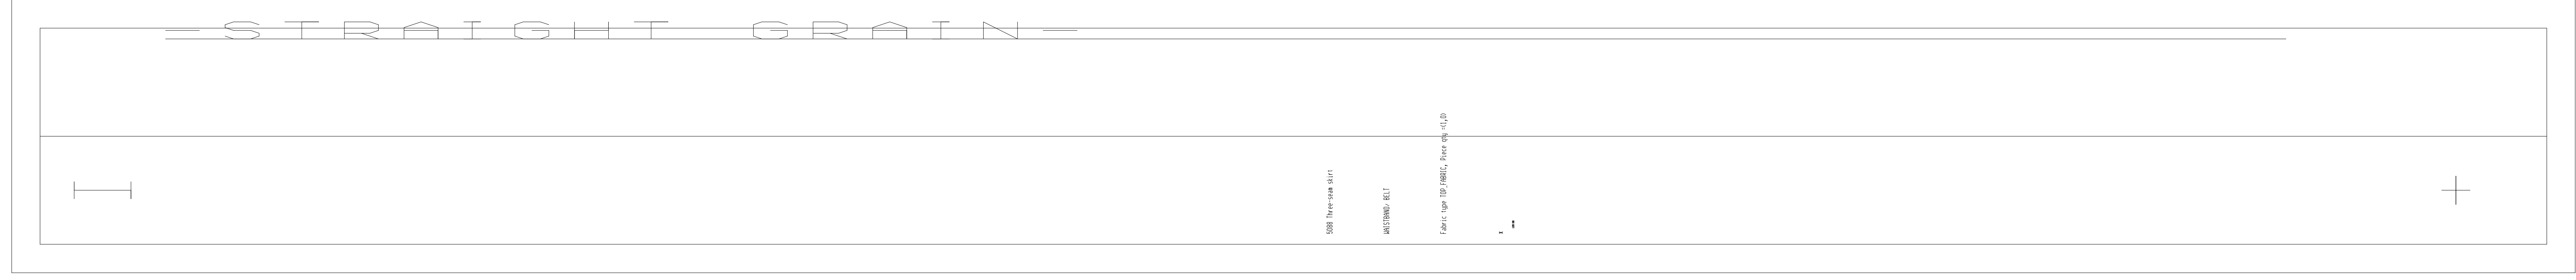 — STRAIGHT GRAIN —
5088 Three-seam skirt
WAISTBAND/ BELT
Fabric type TOP_FABRIC, Piece qty =(1,0)